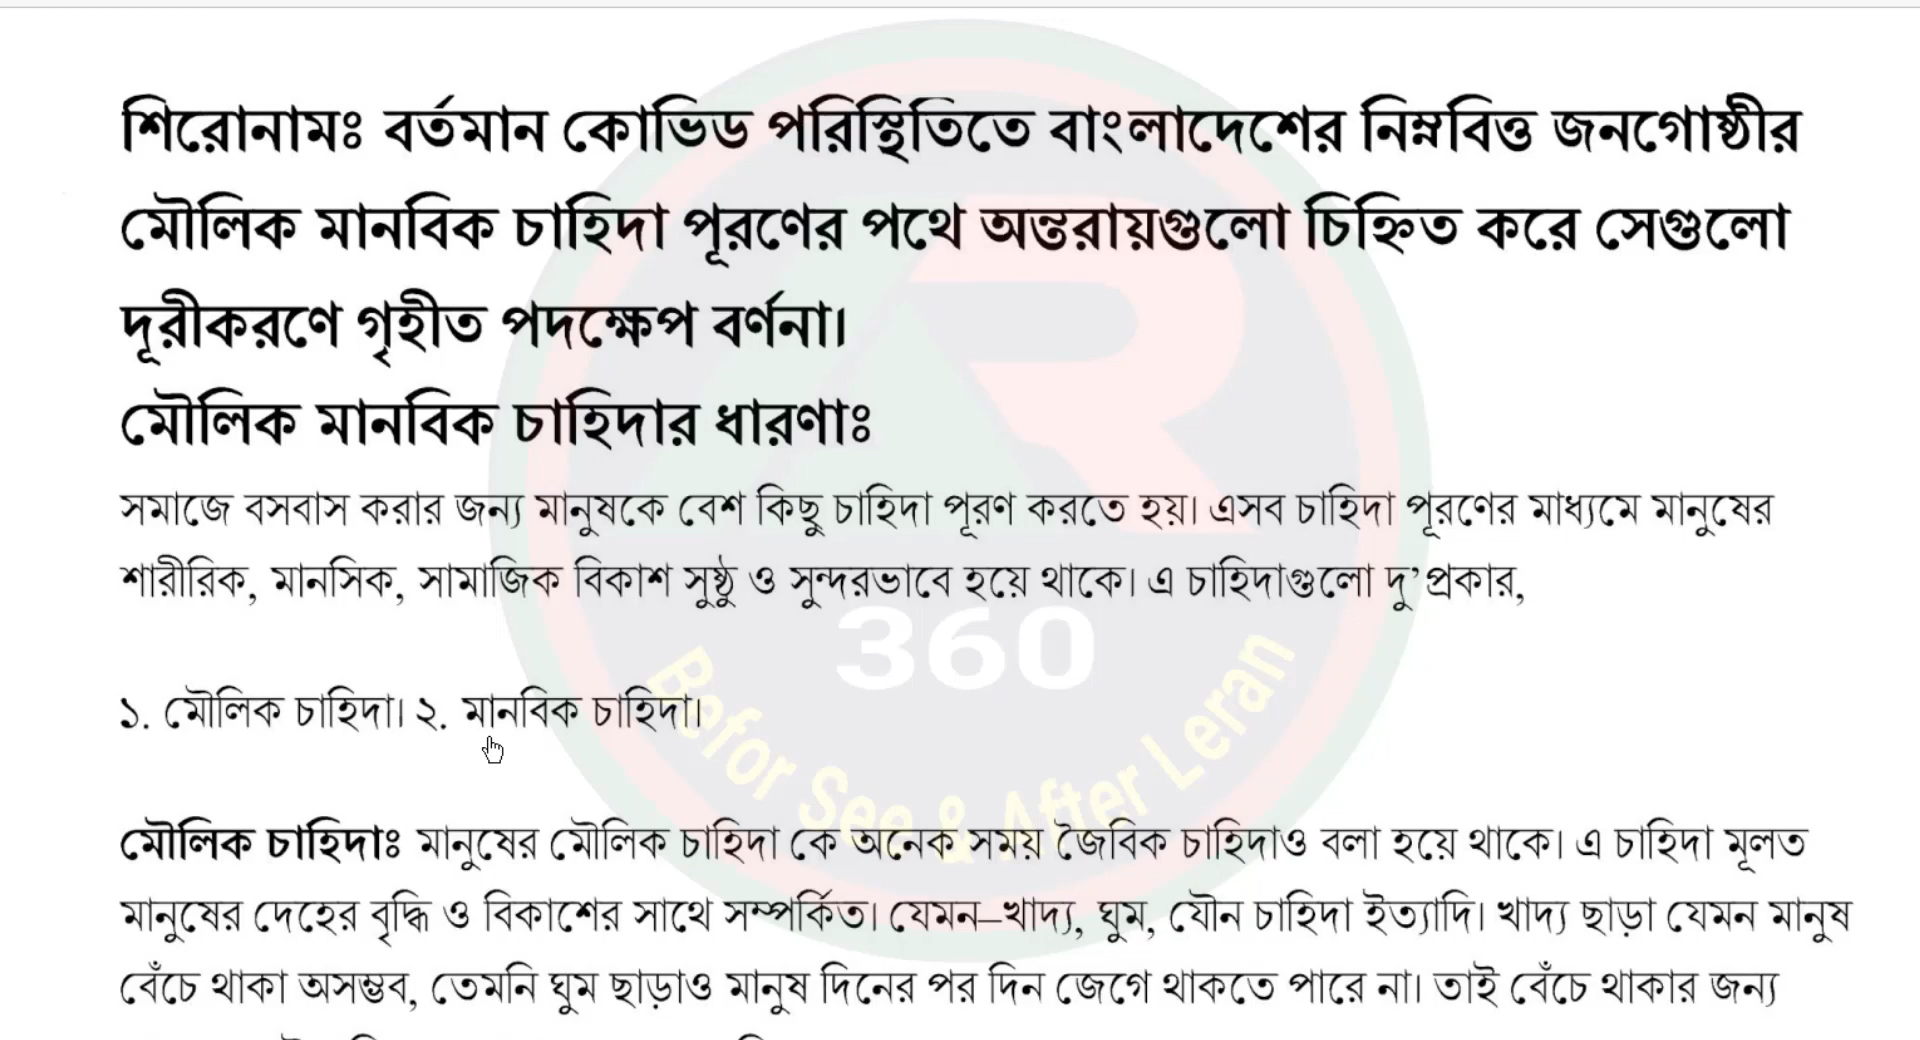 শিরোনামঃ বর্তমান কোভিড পরিস্থিতিতে বাংলাদেশের নিম্নবিত্ত জনগোষ্ঠীর
মৌলিক মানবিক চাহিদা পূরণের পথে অন্তরায়গুলো চিহ্নিত করে সেগুলো
দূরীকরণে গৃহীত পদক্ষেপ বর্ণনা।
মৌলিক মানবিক চাহিদার ধারণাঃ
সমাজে বসবাস করার জন্য মানুষকে বেশ কিছু চাহিদা পূরণ করতে হয়। এসব চাহিদা পূরণের মাধ্যমে মানুষের
শারীরিক, মানসিক, সামাজিক বিকাশ সুষ্ঠু ও সুন্দরভাবে হয়ে থাকে। এ চাহিদাগুলো দু’প্রকার,
360
১. মৌলিক চাহিদা। ২. মানবিক চাহিদা।
Befor See & After Leran
মৌলিক চাহিদাঃ মানুষের মৌলিক চাহিদা কে অনেক সময় জৈবিক চাহিদাও বলা হয়ে থাকে। এ চাহিদা মূলত
মানুষের দেহের বৃদ্ধি ও বিকাশের সাথে সম্পর্কিত। যেমন–খাদ্য, ঘুম, যৌন চাহিদা ইত্যাদি। খাদ্য ছাড়া যেমন মানুষ
বেঁচে থাকা অসম্ভব, তেমনি ঘুম ছাড়াও মানুষ দিনের পর দিন জেগে থাকতে পারে না। তাই বেঁচে থাকার জন্য